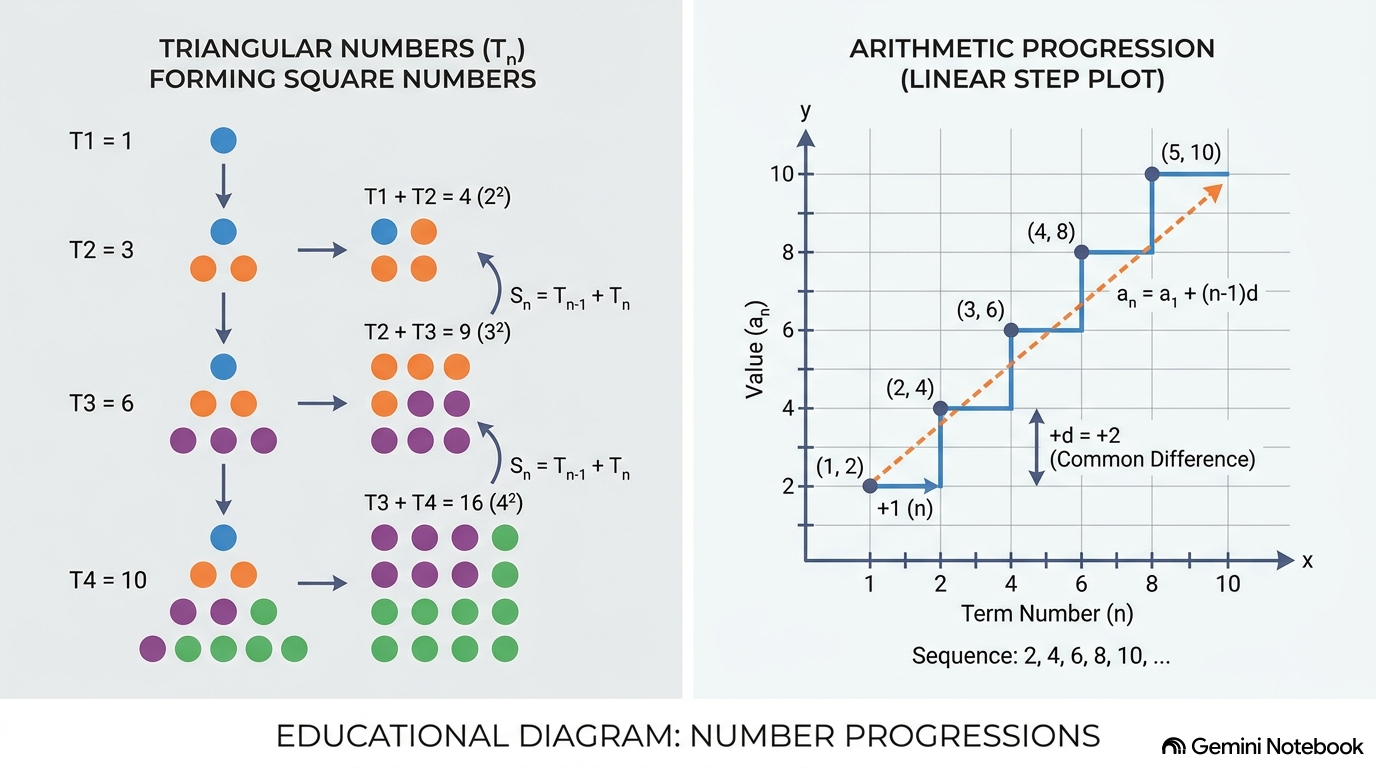 TRIANGULAR NUMBERS (Tₙ)
FORMING SQUARE NUMBERS
T1 = 1
T2 = 3
T3 = 6
T4 = 10
T1 + T2 = 4 (2²)
Sₙ = Tₙ₋₁ + Tₙ
T2 + T3 = 9 (3²)
Sₙ = Tₙ₋₁ + Tₙ
T3 + T4 = 16 (4²)
ARITHMETIC PROGRESSION
(LINEAR STEP PLOT)
y
10
8
6
4
2
Value (aₙ)
(5, 10)
(4, 8)
(3, 6)
(2, 4)
(1, 2)
aₙ = a₁ + (n-1)d
+d = +2
(Common Difference)
+1 (n)
1 2 4 6 8 10
x
Term Number (n)
Sequence: 2, 4, 6, 8, 10, ...
EDUCATIONAL DIAGRAM: NUMBER PROGRESSIONS
Gemini Notebook